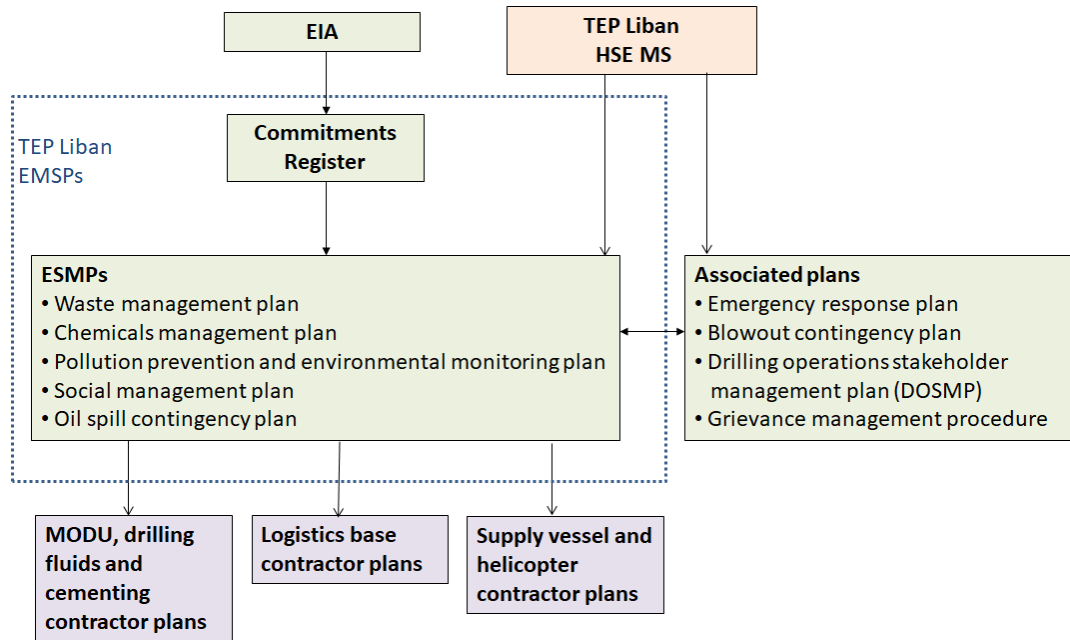 EIA
TEP Liban
HSE MS
TEP Liban
EMSPs
Commitments
Register
ESMPs
• Waste management plan
• Chemicals management plan
• Pollution prevention and environmental monitoring plan
• Social management plan
• Oil spill contingency plan
Associated plans
• Emergency response plan
• Blowout contingency plan
• Drilling operations stakeholder
management plan (DOSMP)
• Grievance management procedure
MODU, drilling
fluids and
cementing
contractor plans
Logistics base
contractor plans
Supply vessel and
helicopter
contractor plans